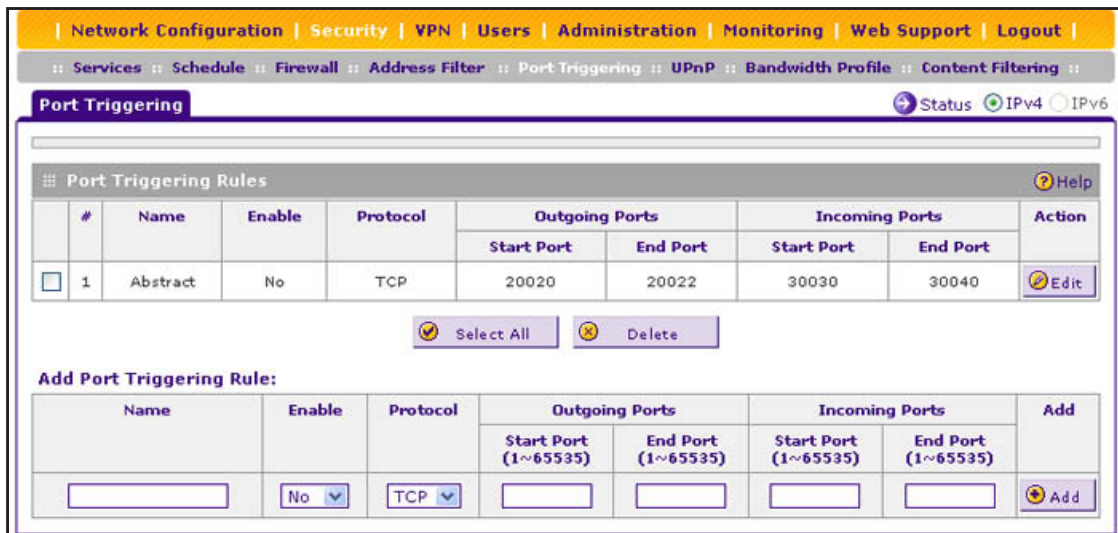 | Network Configuration | Security | VPN | Users | Administration | Monitoring | Web Support | Logout |
:: Services :: Schedule :: Firewall :: Address Filter :: Port Triggering :: UPnP :: Bandwidth Profile :: Content Filtering ::
Port Triggering Status IPv4 IPv6
Port Triggering Rules ? Help
# Name Enable Protocol Outgoing Ports Incoming Ports Action
Start Port End Port Start Port End Port
1 Abstract No TCP 20020 20022 30030 30040 Edit
Select All Delete
Add Port Triggering Rule:
Name Enable Protocol Outgoing Ports Incoming Ports Add
Start Port (1~65535) End Port (1~65535) Start Port (1~65535) End Port (1~65535)
No TCP Add